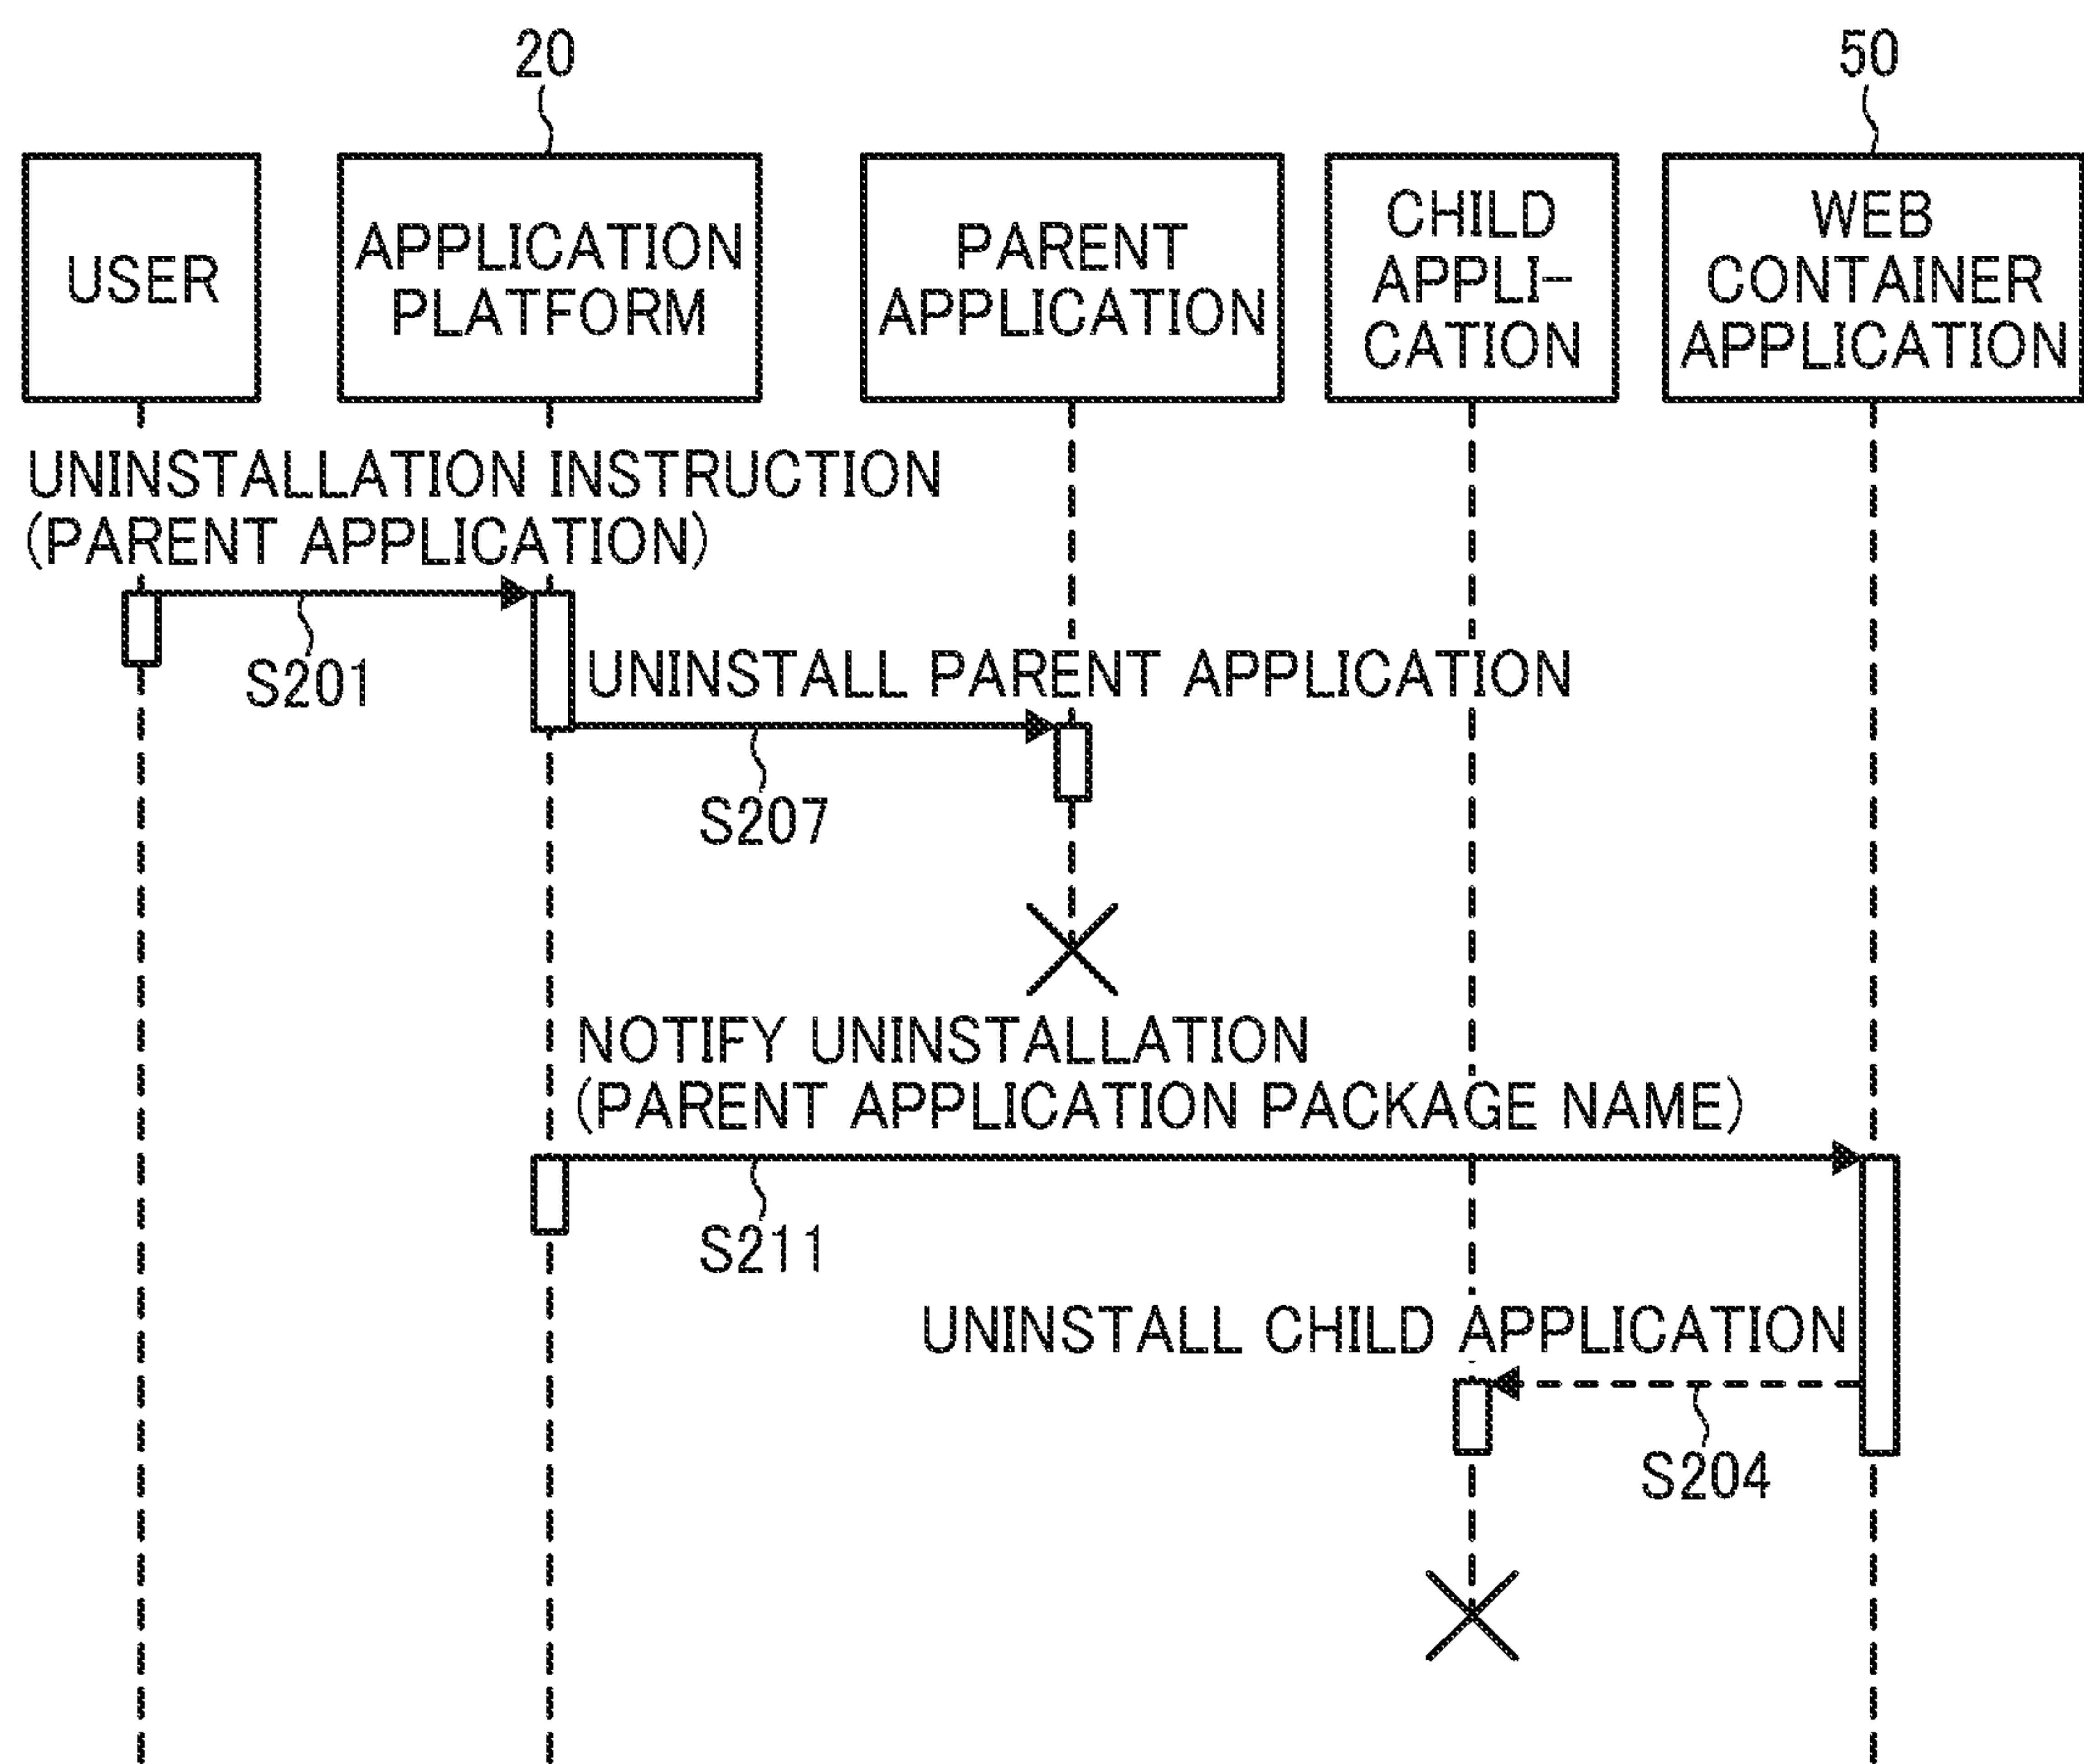 20
50
USER
APPLICATION
PLATFORM
PARENT
APPLICATION
CHILD
APPLI-
CATION
WEB
CONTAINER
APPLICATION
UNINSTALLATION INSTRUCTION
(PARENT APPLICATION)
S201
UNINSTALL PARENT APPLICATION
S207
NOTIFY UNINSTALLATION
(PARENT APPLICATION PACKAGE NAME)
S211
UNINSTALL CHILD APPLICATION
S204